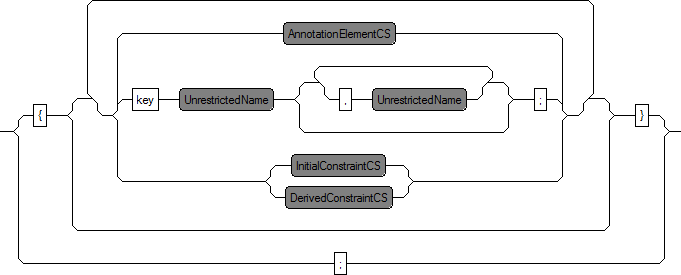 AnnotationElementCS
{ key UnrestrictedName , UnrestrictedName ; }
InitialConstraintCS
DerivedConstraintCS
;